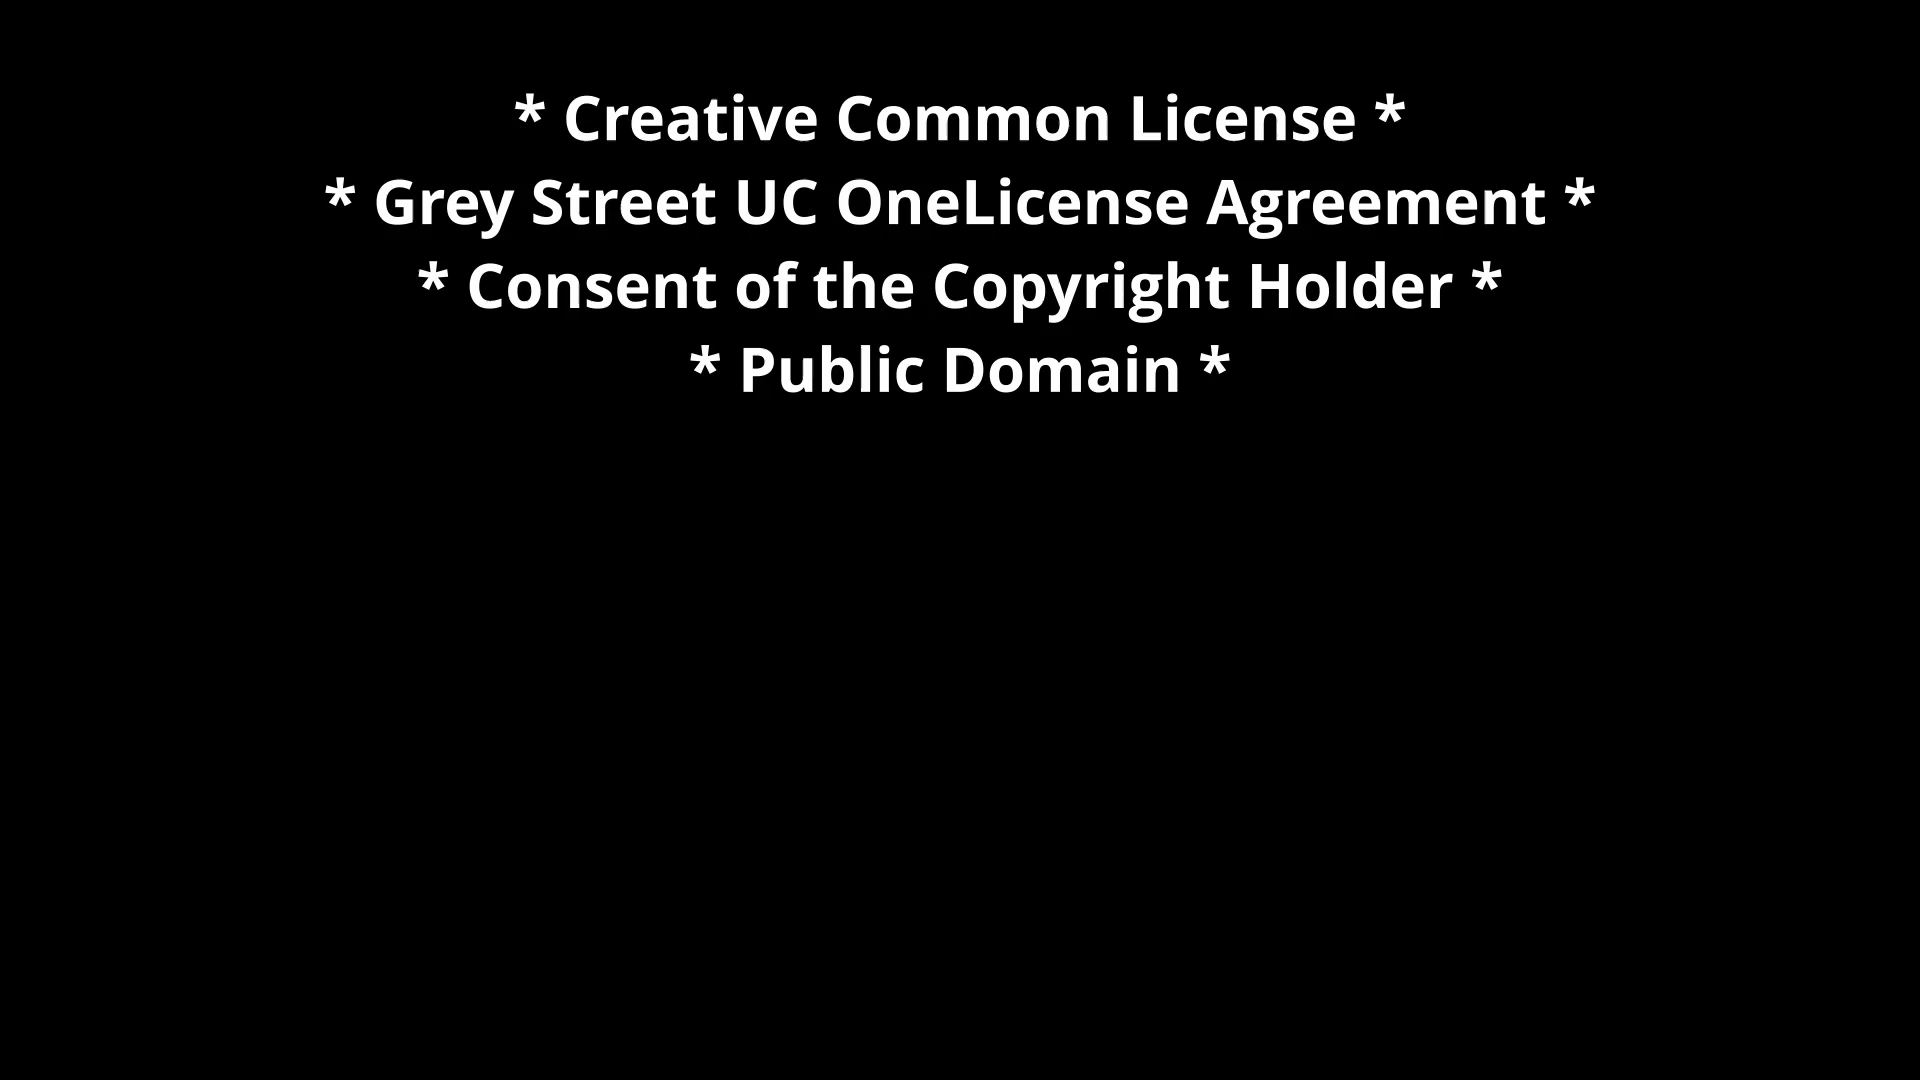 * Creative Common License *
* Grey Street UC OneLicense Agreement *
* Consent of the Copyright Holder *
* Public Domain *